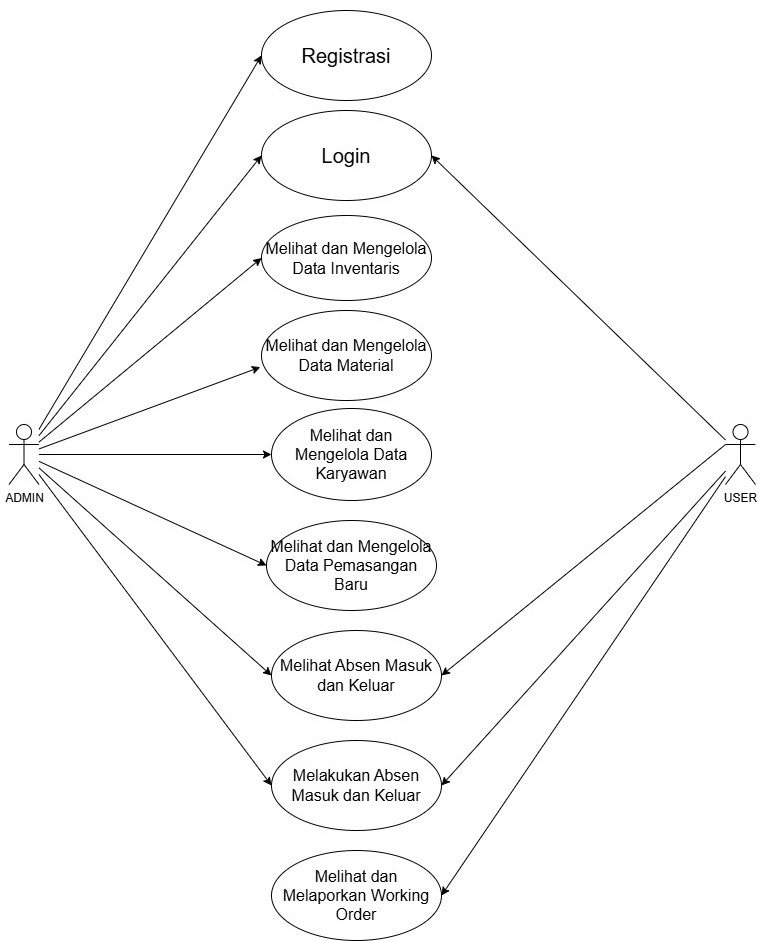 Registrasi
Login
Melihat dan Mengelola
Data Inventaris
Melihat dan Mengelola
Data Material
Melihat dan
Mengelola Data
Karyawan
ADMIN
USER
Melihat dan Mengelola
Data Pemasangan
Baru
Melihat Absen Masuk
dan Keluar
Melakukan Absen
Masuk dan Keluar
Melihat dan
Melaporkan Working
Order